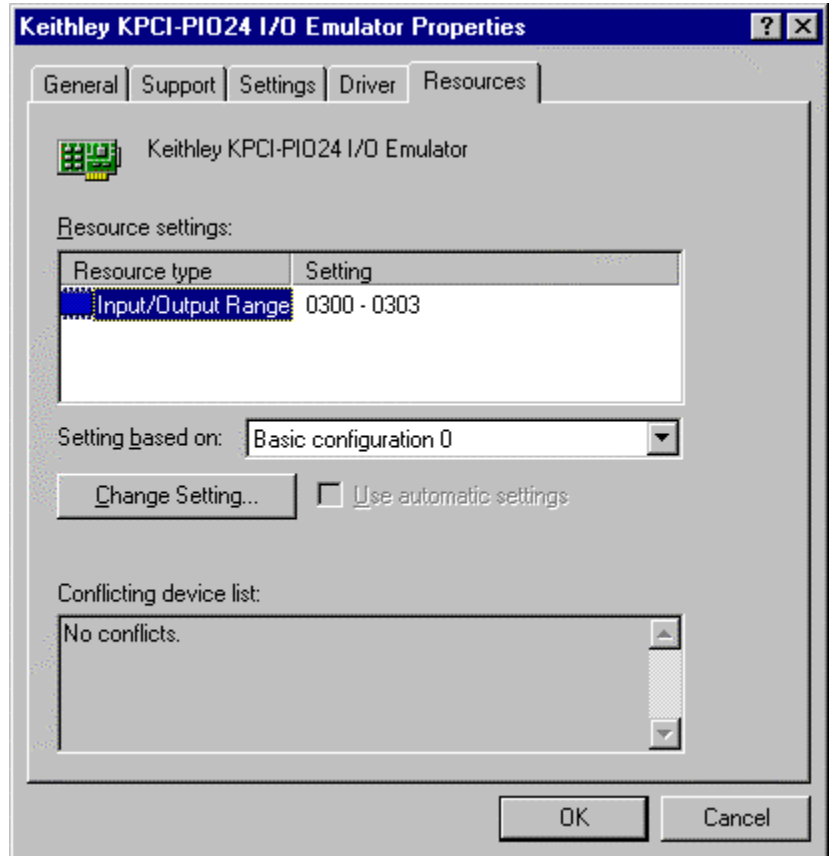 Keithley KPCI-PIO24 I/O Emulator Properties
? X
General Support Settings Driver Resources
Keithley KPCI-PIO24 I/O Emulator
Resource settings:
Resource type Setting
Input/Output Range 0300 - 0303
Setting based on: Basic configuration 0
Change Setting... Use automatic settings
Conflicting device list:
No conflicts.
OK Cancel